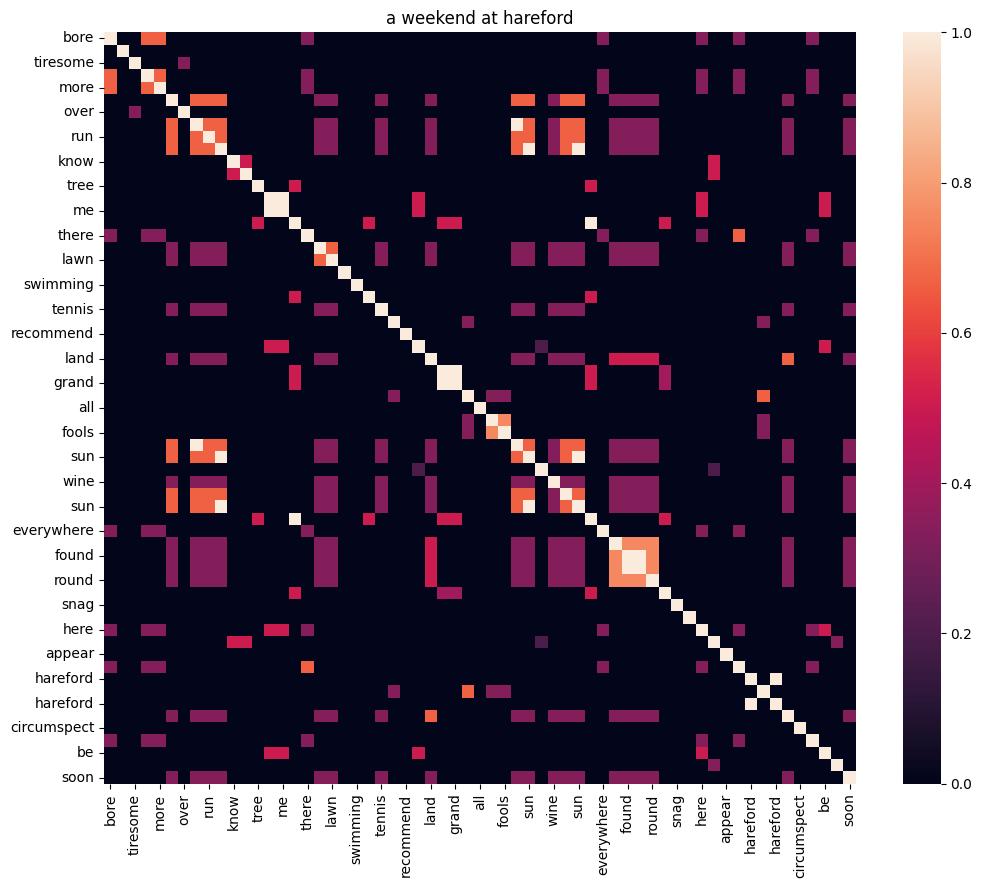 a weekend at hareford
bore
tiresome
more
over
run
know
tree
me
there
lawn
swimming
tennis
recommend
land
grand
all
fools
sun
wine
sun
everywhere
found
round
snag
here
appear
hareford
hareford
circumspect
be
soon
bore
tiresome
more
over
run
know
tree
me
there
lawn
swimming
tennis
recommend
land
grand
all
fools
sun
wine
sun
everywhere
found
round
snag
here
appear
hareford
hareford
circumspect
be
soon
1.0
0.8
0.6
0.4
0.2
0.0